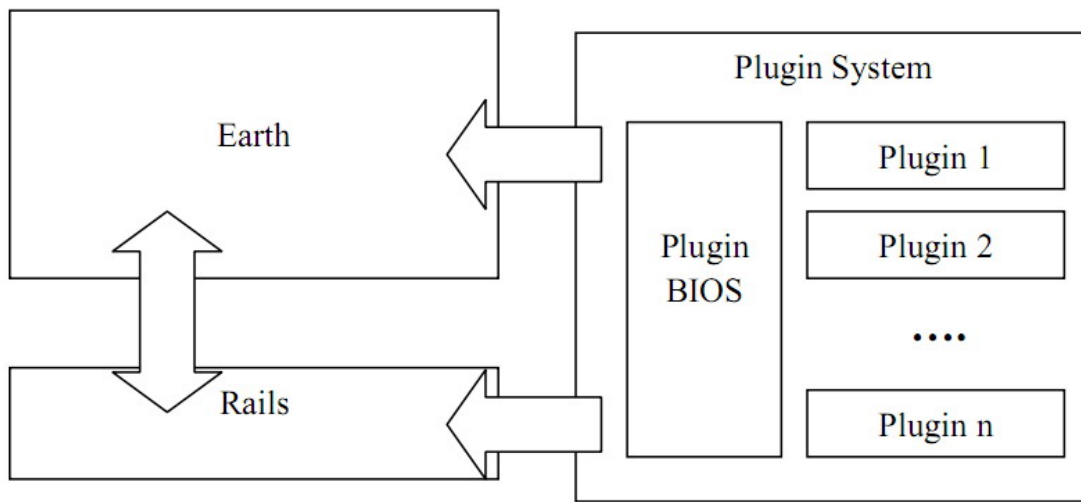 Earth
Rails
Plugin System
Plugin
BIOS
Plugin 1
Plugin 2
....
Plugin n